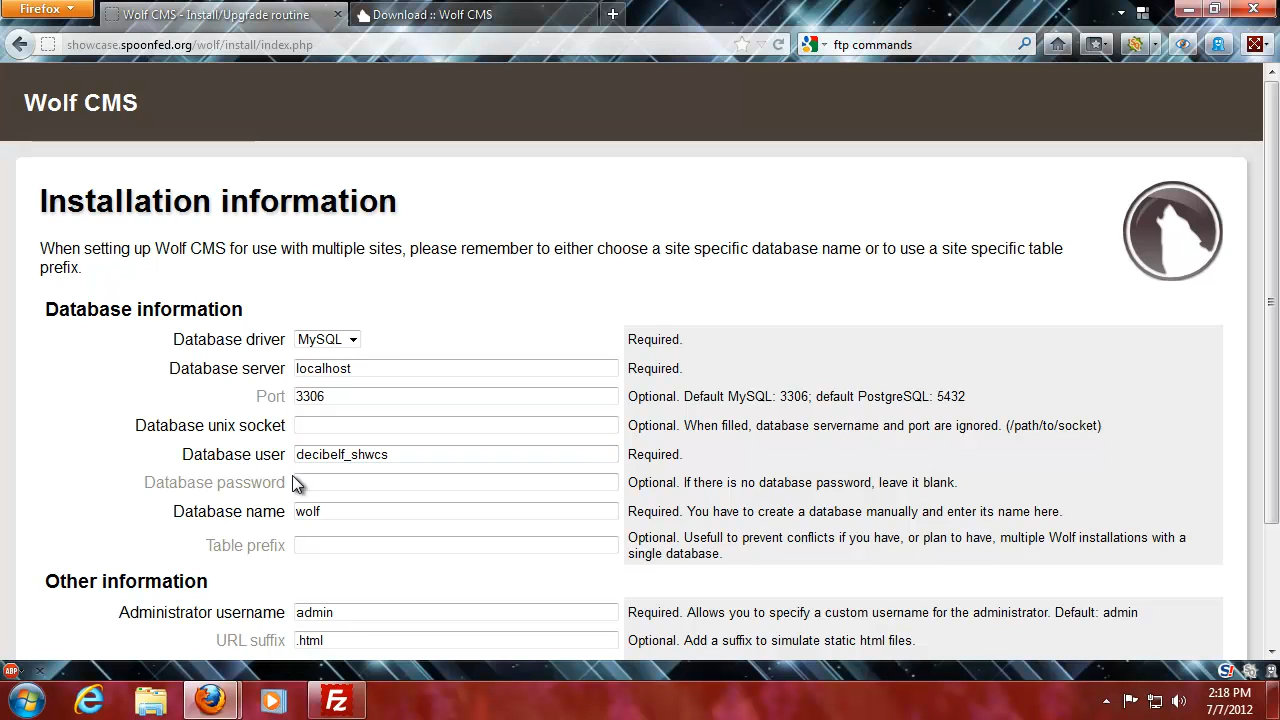 Firefox
Wolf CMS - Install/Upgrade routine
Download :: Wolf CMS
showcase.spoonfed.org/wolf/install/index.php
ftp commands
Wolf CMS
Installation information
When setting up Wolf CMS for use with multiple sites, please remember to either choose a site specific database name or to use a site specific table
prefix.
Database information
Database driver MySQL Required.
Database server localhost Required.
Port 3306 Optional. Default MySQL: 3306; default PostgreSQL: 5432
Database unix socket Optional. When filled, database servername and port are ignored. (/path/to/socket)
Database user decibelf_shwcs Required.
Database password Optional. If there is no database password, leave it blank.
Database name wolf Required. You have to create a database manually and enter its name here.
Table prefix Optional. Usefull to prevent conflicts if you have, or plan to have, multiple Wolf installations with a
single database.
Other information
Administrator username admin Required. Allows you to specify a custom username for the administrator. Default: admin
URL suffix .html Optional. Add a suffix to simulate static html files.
ABP
2:18 PM
7/7/2012